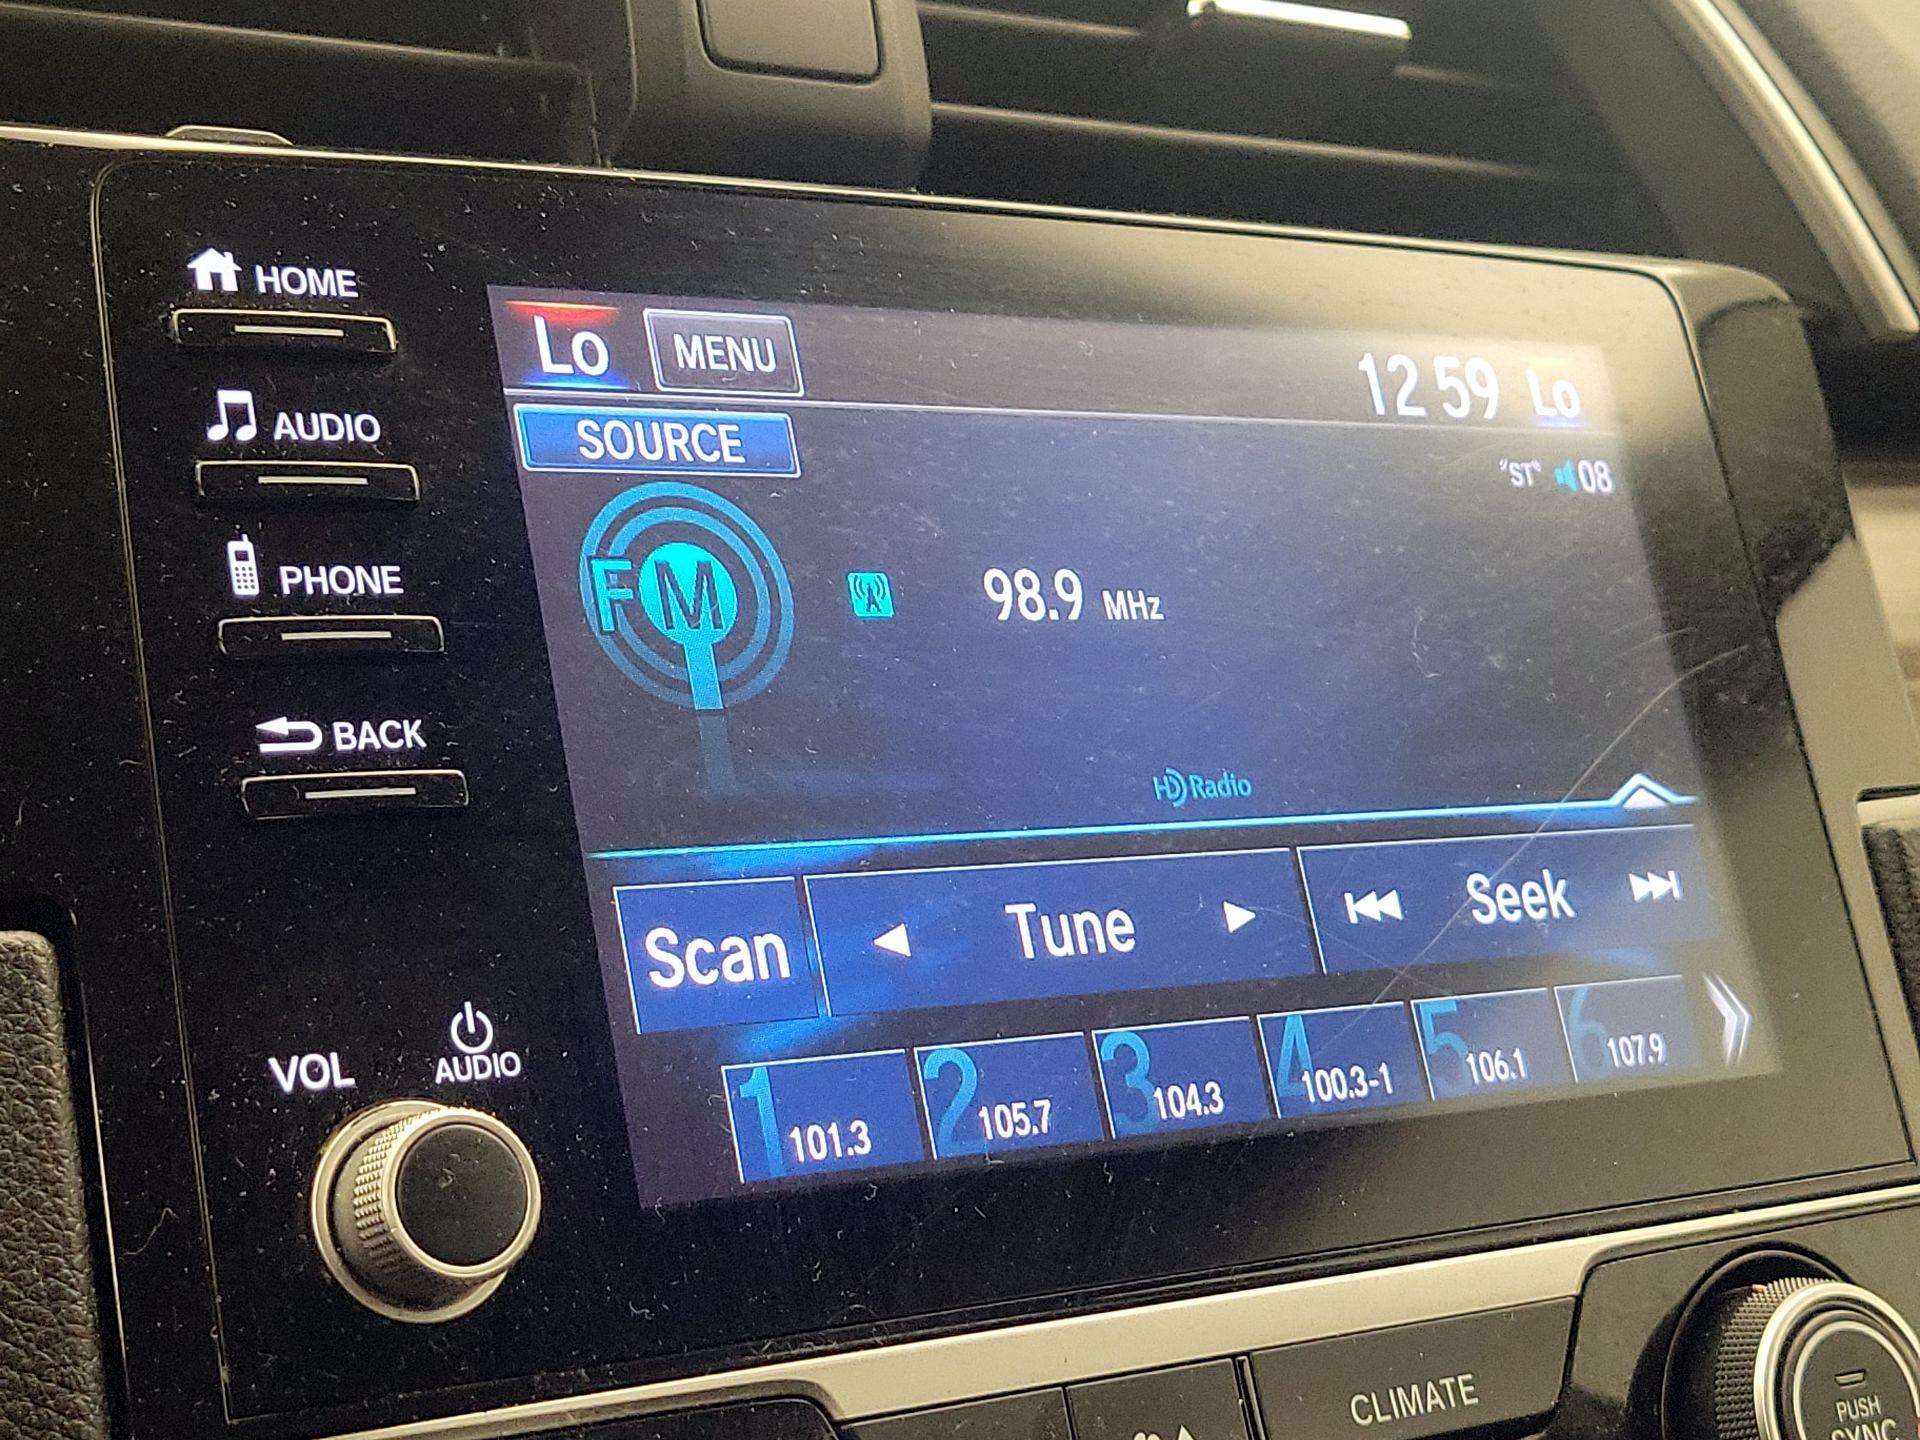 HOME
AUDIO
PHONE
BACK
VOL
AUDIO
Lo
MENU
12 59
Lo
SOURCE
"ST"
08
FM
98.9 MHz
HD Radio
Scan
Tune
Seek
1 101.3
2 105.7
3 104.3
4 100.3-1
5 106.1
6 107.9
CLIMATE
PUSH
SYNC